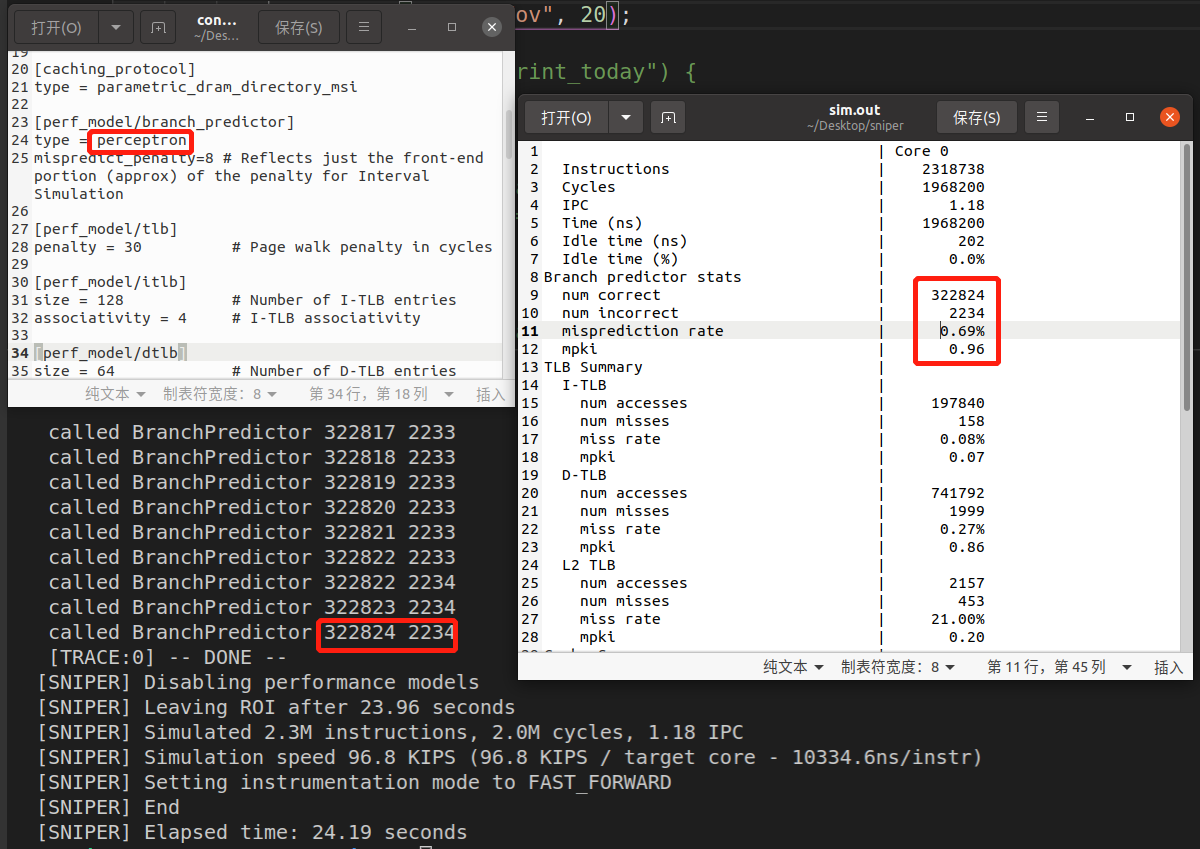 ov", 20);
rint_today") {
打开(O)
con...
~/Des...
保存(S)
19
20 [caching_protocol]
21 type = parametric_dram_directory_msi
22
23 [perf_model/branch_predictor]
24 type = perceptron
25 mispredict_penalty=8 # Reflects just the front-end
portion (approx) of the penalty for Interval
Simulation
26
27 [perf_model/tlb]
28 penalty = 30 # Page walk penalty in cycles
29
30 [perf_model/itlb]
31 size = 128 # Number of I-TLB entries
32 associativity = 4 # I-TLB associativity
33
34 [perf_model/dtlb]
35 size = 64 # Number of D-TLB entries
纯文本 制表符宽度：8 第 34 行，第 18 列 插入
打开(O)
sim.out
~/Desktop/sniper
保存(S)
1 | Core 0
2 Instructions | 2318738
3 Cycles | 1968200
4 IPC | 1.18
5 Time (ns) | 1968200
6 Idle time (ns) | 202
7 Idle time (%) | 0.0%
8 Branch predictor stats |
9 num correct | 322824
10 num incorrect | 2234
11 misprediction rate | 0.69%
12 mpki | 0.96
13 TLB Summary |
14 I-TLB |
15 num accesses | 197840
16 num misses | 158
17 miss rate | 0.08%
18 mpki | 0.07
19 D-TLB |
20 num accesses | 741792
21 num misses | 1999
22 miss rate | 0.27%
23 mpki | 0.86
24 L2 TLB |
25 num accesses | 2157
26 num misses | 453
27 miss rate | 21.00%
28 mpki | 0.20
纯文本 制表符宽度：8 第 11 行，第 45 列 插入
called BranchPredictor 322817 2233
called BranchPredictor 322818 2233
called BranchPredictor 322819 2233
called BranchPredictor 322820 2233
called BranchPredictor 322821 2233
called BranchPredictor 322822 2233
called BranchPredictor 322822 2234
called BranchPredictor 322823 2234
called BranchPredictor 322824 2234
[TRACE:0] -- DONE --
[SNIPER] Disabling performance models
[SNIPER] Leaving ROI after 23.96 seconds
[SNIPER] Simulated 2.3M instructions, 2.0M cycles, 1.18 IPC
[SNIPER] Simulation speed 96.8 KIPS (96.8 KIPS / target core - 10334.6ns/instr)
[SNIPER] Setting instrumentation mode to FAST_FORWARD
[SNIPER] End
[SNIPER] Elapsed time: 24.19 seconds